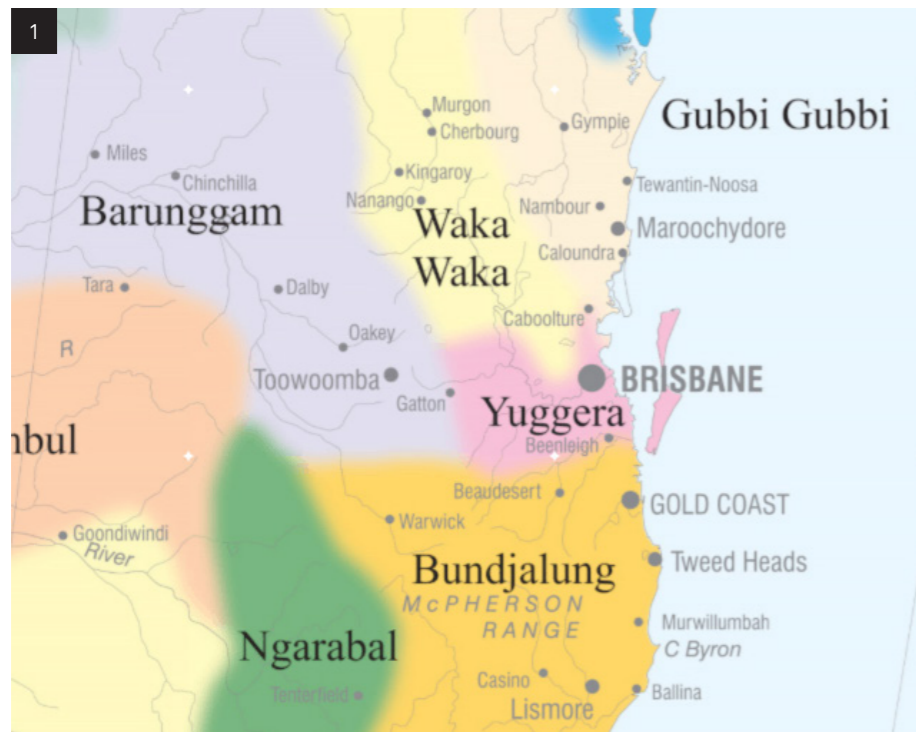 1
Murgon
Cherbourg
Gympie
Gubbi Gubbi
Miles
Kingaroy
Chinchilla
Tewantin-Noosa
Nanango
Nambour
Barunggam
Waka
Waka
Maroochydore
Caloundra
Tara
Dalby
Caboolture
Oakey
R
Toowoomba
BRISBANE
Gatton
Yuggera
nbul
Beenleigh
Beaudesert
GOLD COAST
Warwick
Goondiwindi
River
Tweed Heads
Bundjalung
McPHERSON
RANGE
Murwillumbah
C Byron
Ngarabal
Casino
Tenterfield
Ballina
Lismore